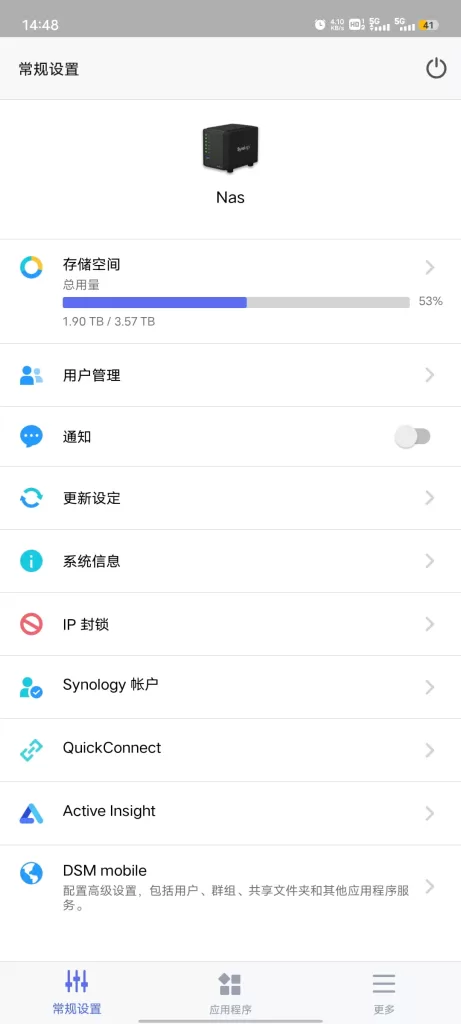 14:48
4.10 KB/s HD 1 2 5G 5G 41
常规设置
Synology
Nas
存储空间
总用量
53%
1.90 TB / 3.57 TB
用户管理
通知
更新设定
系统信息
IP 封锁
Synology 帐户
QuickConnect
Active Insight
DSM mobile
配置高级设置，包括用户、群组、共享文件夹和其他应用程序服
务。
常规设置
应用程序
更多